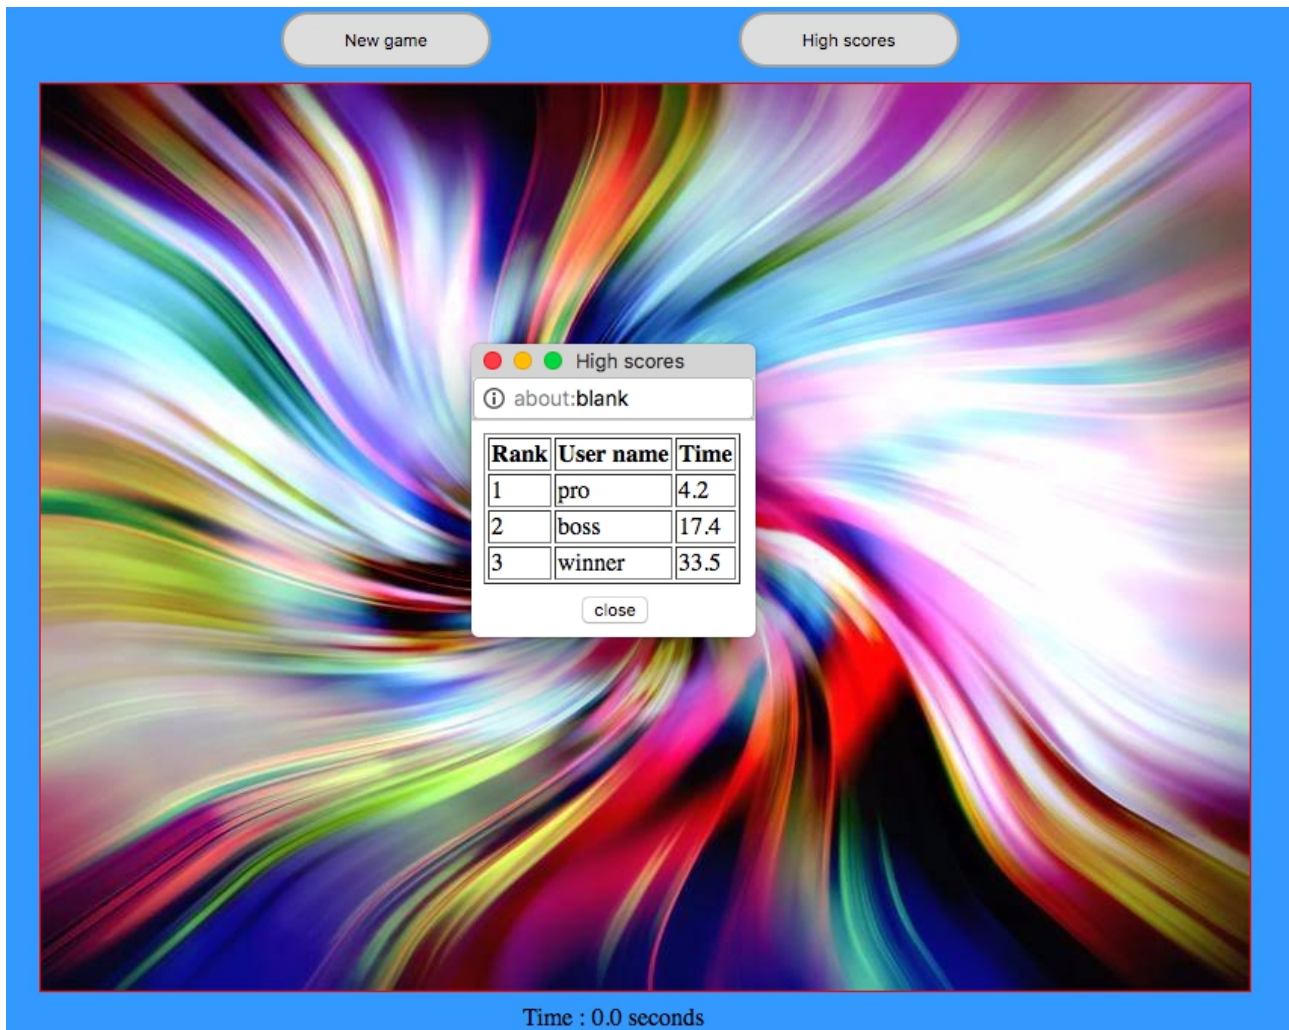 New game High scores
High scores
about:blank
Rank User name Time
1 pro 4.2
2 boss 17.4
3 winner 33.5
close
Time : 0.0 seconds